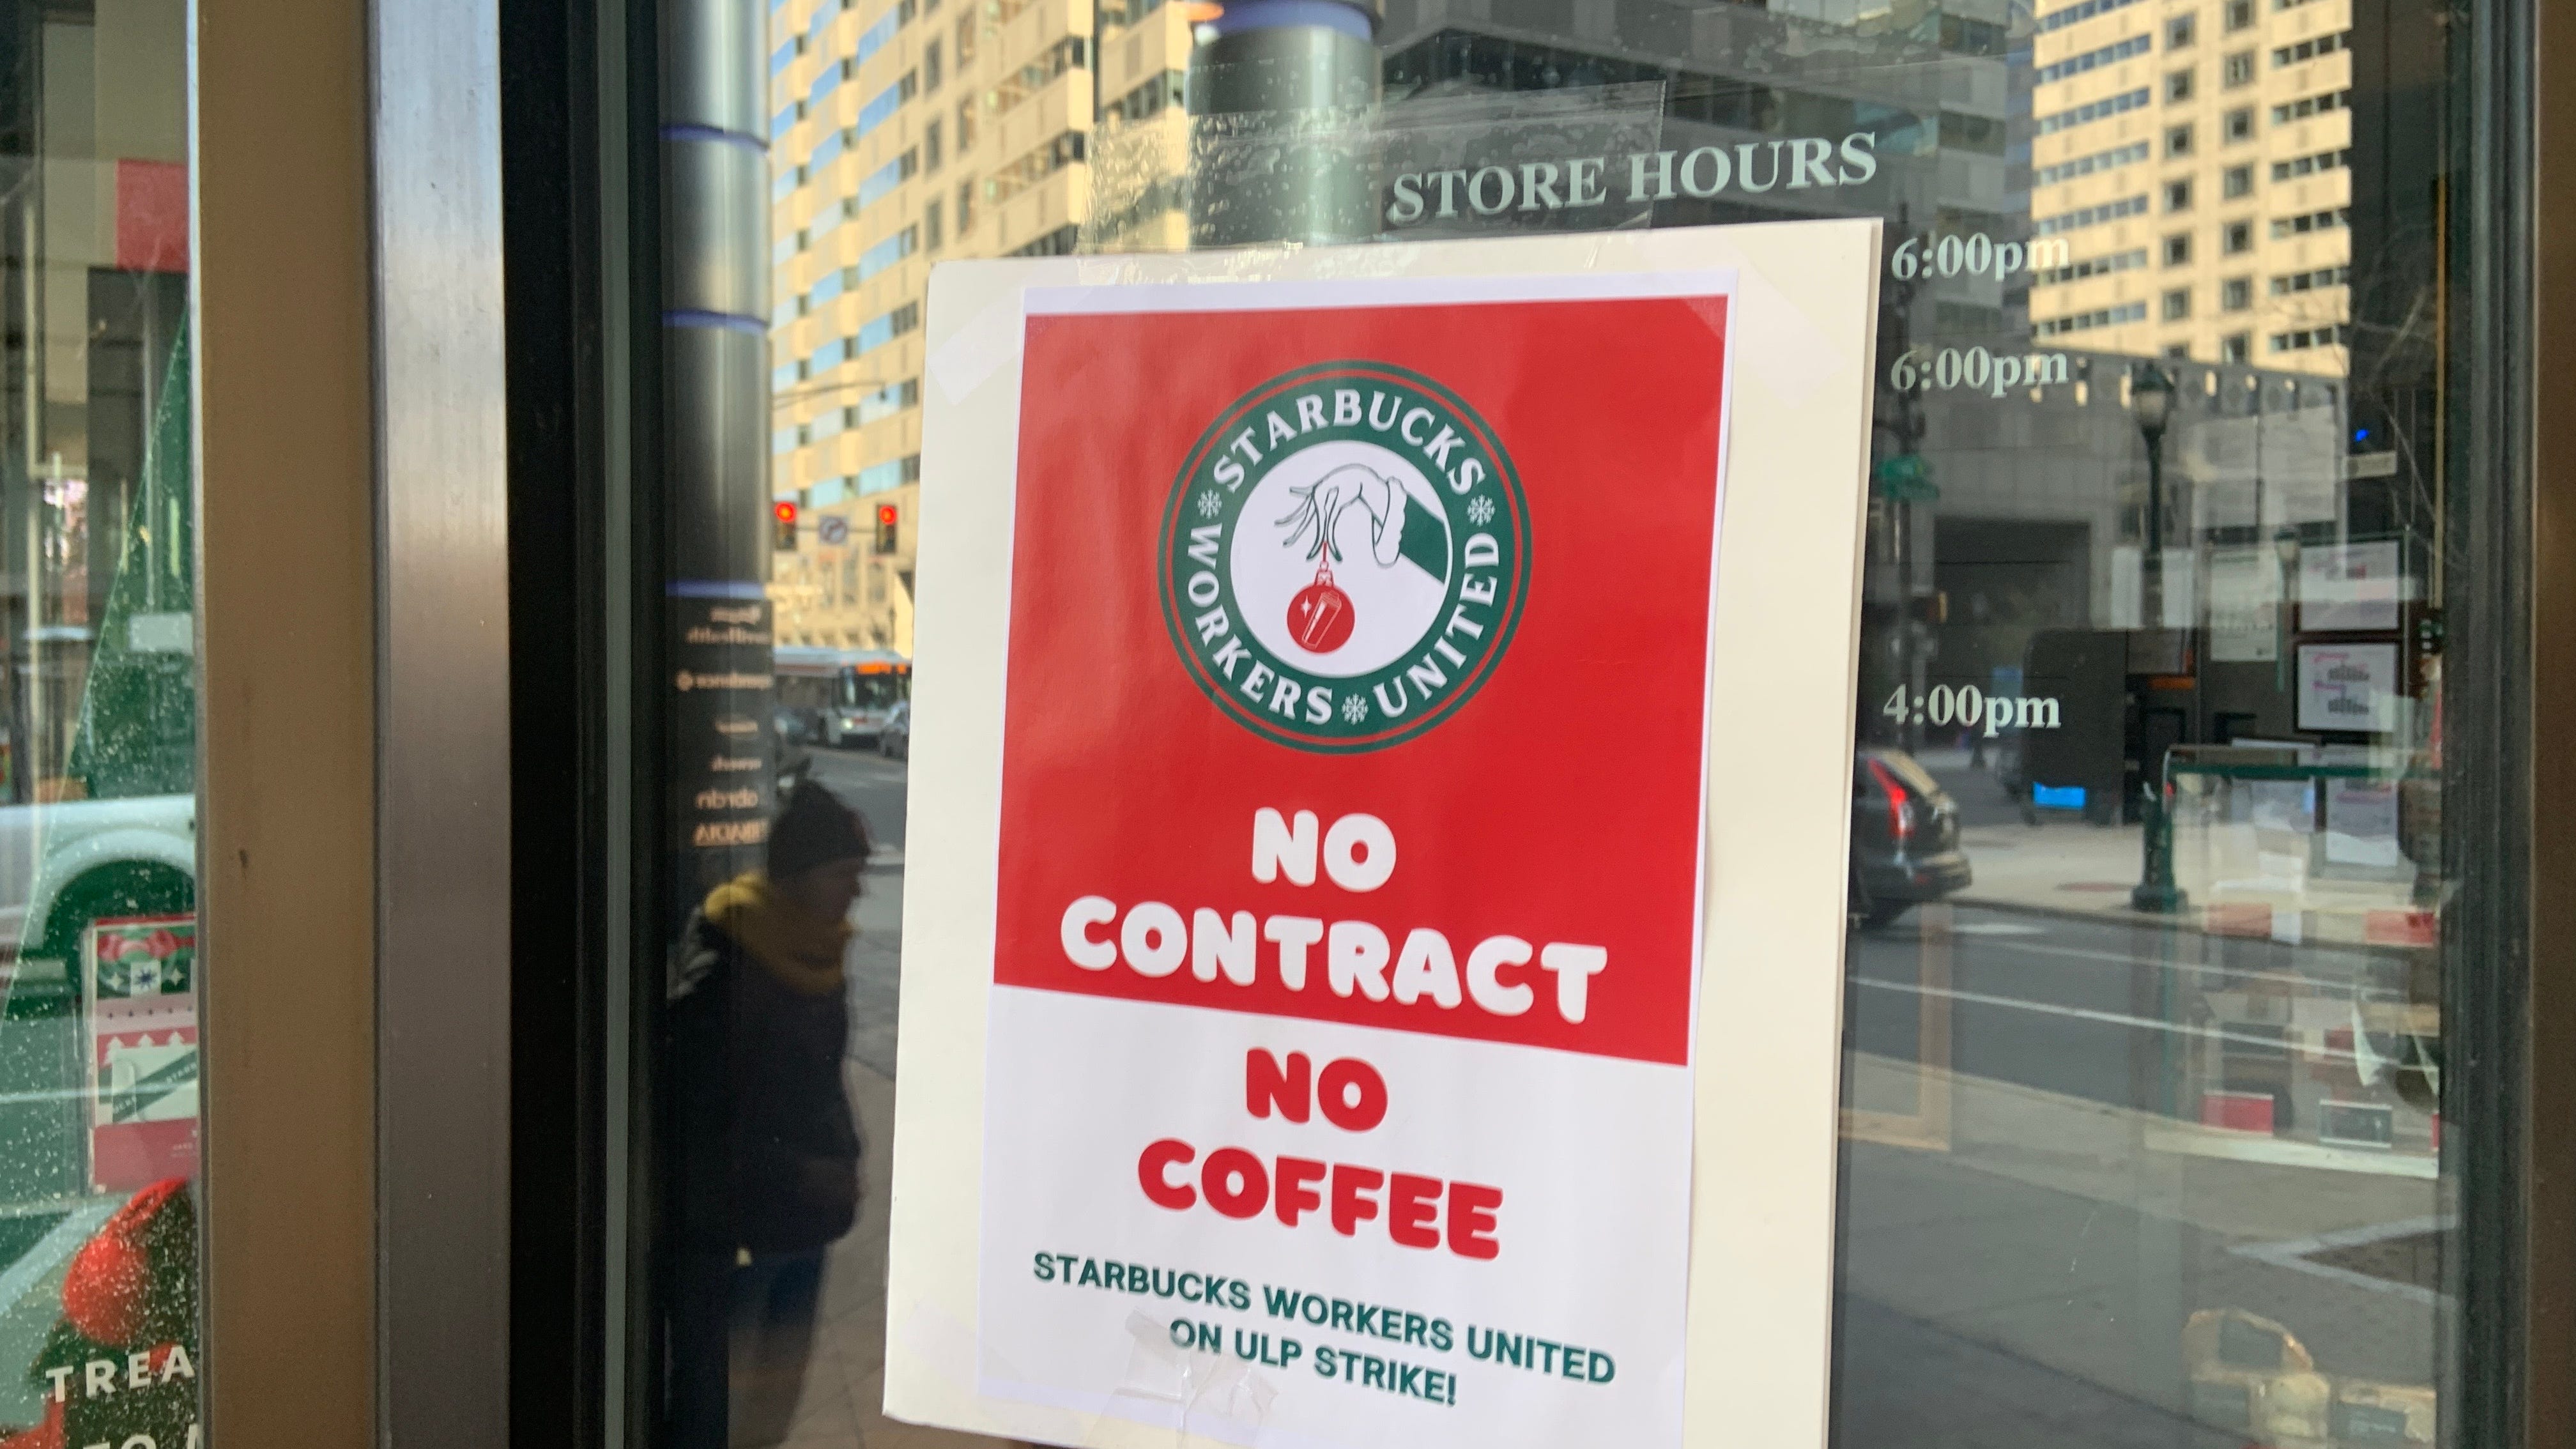 STORE HOURS
6:00pm
6:00pm
4:00pm
STARBUCKS
WORKERS UNITED
NO
CONTRACT
NO
COFFEE
STARBUCKS WORKERS UNITED
ON ULP STRIKE!
TREA
TO